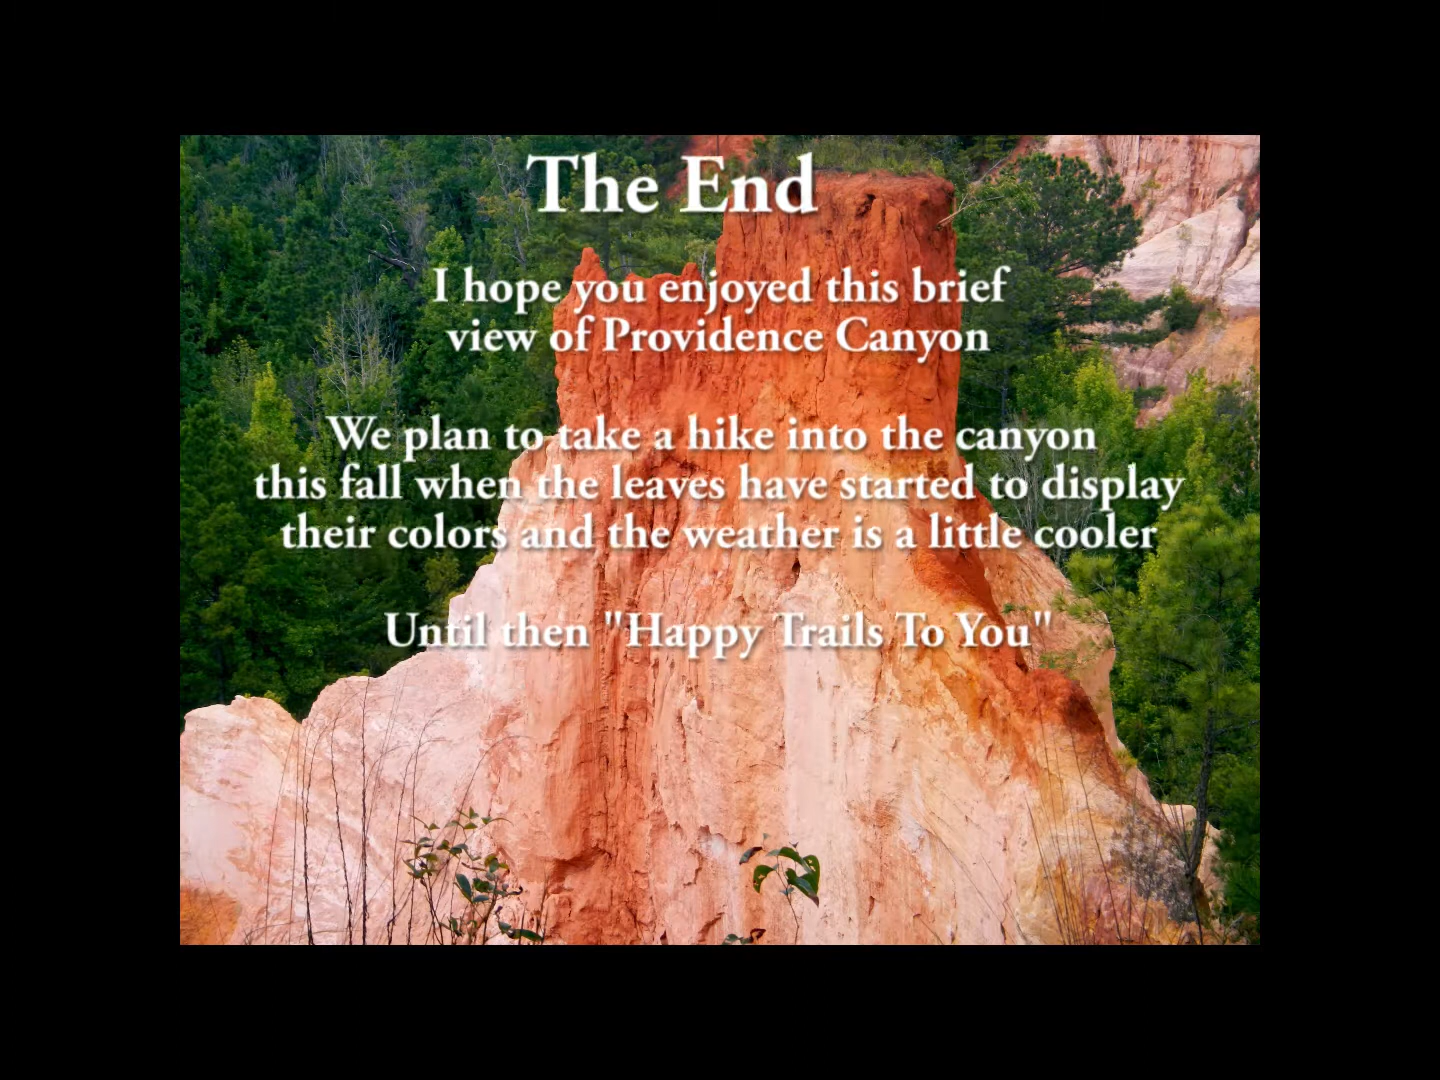 The End
I hope you enjoyed this brief
view of Providence Canyon
We plan to take a hike into the canyon
this fall when the leaves have started to display
their colors and the weather is a little cooler
Until then "Happy Trails To You"